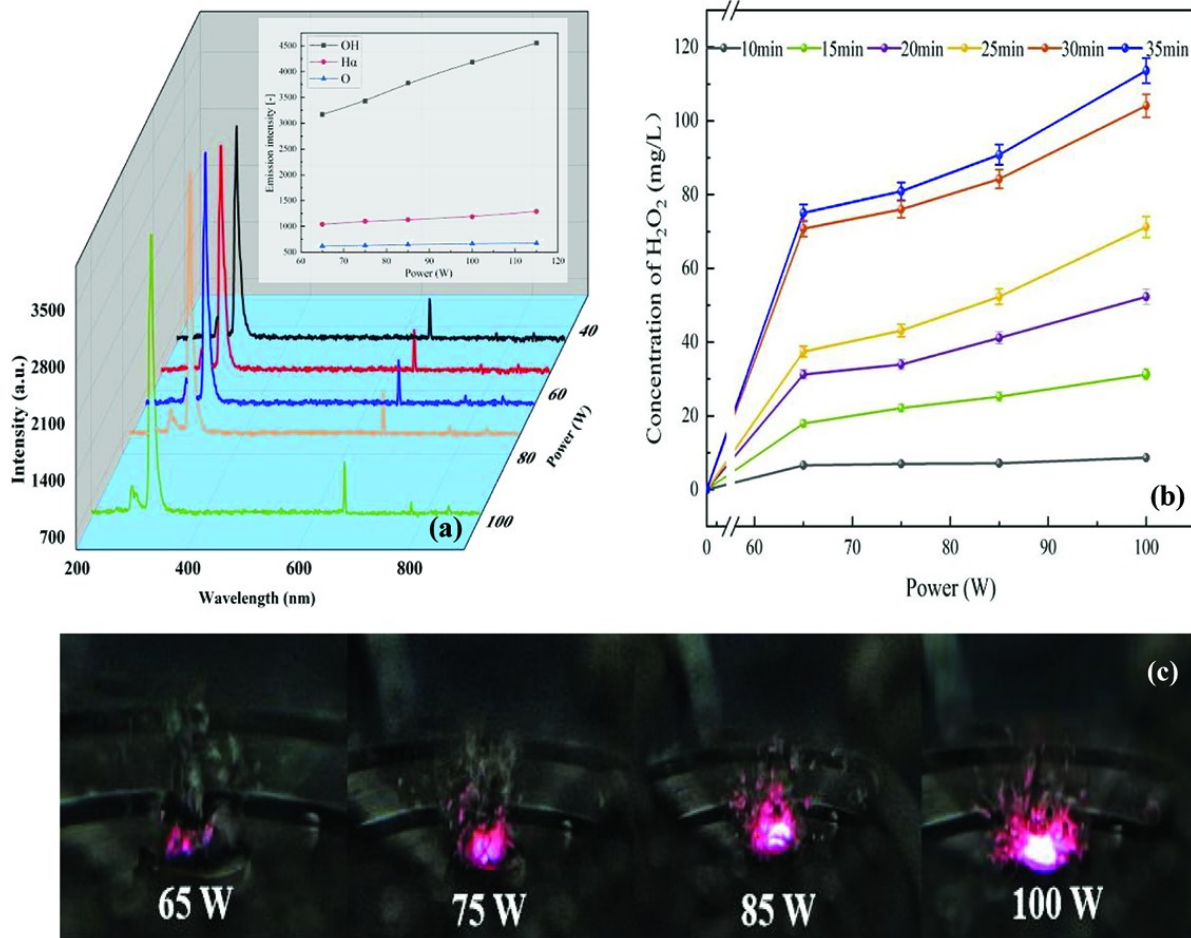 OH
Hα
O
4500
4000
3500
3000
2500
2000
1500
1000
500
Emission intensity [-]
60 70 80 90 100 110 120
Power (W)
3500
2800
2100
1400
700
Intensity (a.u.)
200 400 600 800
Wavelength (nm)
40
60
80
100
Power (W)
(a)
10min 15min 20min 25min 30min 35min
120
100
80
60
40
20
0
Concentration of H₂O₂ (mg/L)
0 60 70 80 90 100
Power (W)
(b)
(c)
65 W 75 W 85 W 100 W